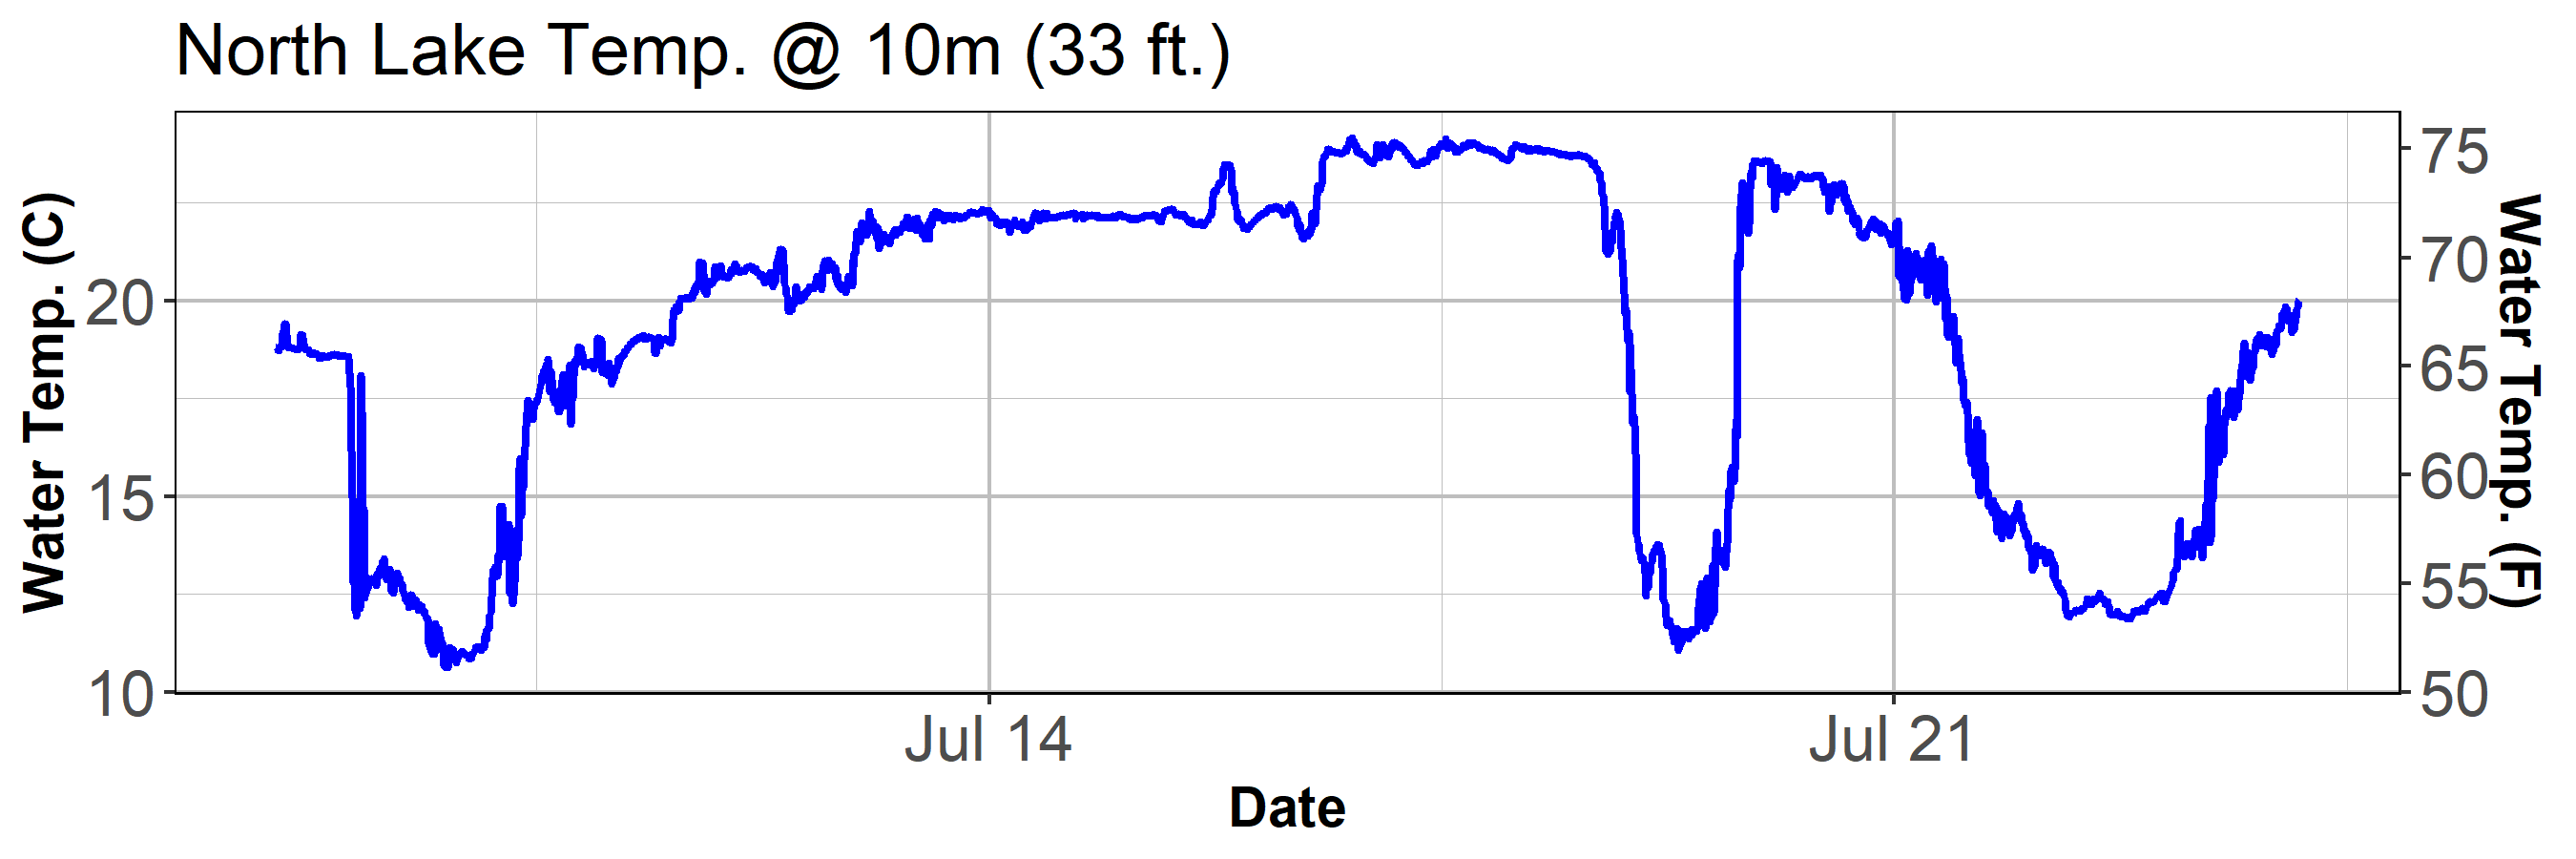 North Lake Temp. @ 10m (33 ft.)
Water Temp. (C)
20
15
10
75
70
65
60
55
50
Water Temp. (F)
Jul 14
Jul 21
Date